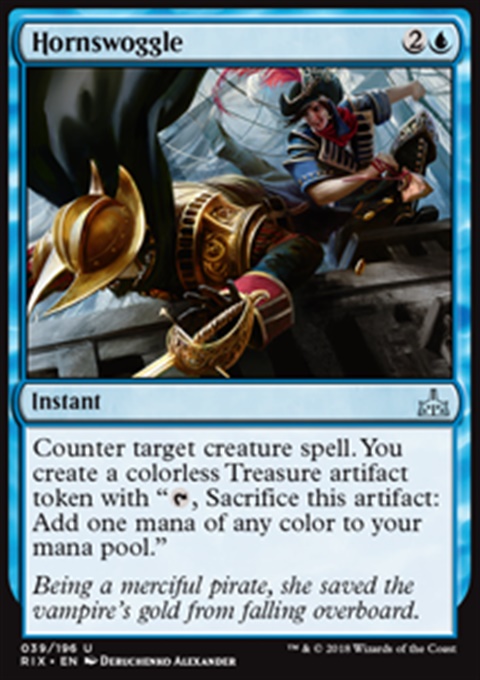 Hornswoggle 2
Instant
Counter target creature spell. You
create a colorless Treasure artifact
token with “, Sacrifice this artifact:
Add one mana of any color to your
mana pool.”
Being a merciful pirate, she saved the
vampire’s gold from falling overboard.
039/196 U
RIX • EN Deruchenko Alexander
™ & © 2018 Wizards of the Coast